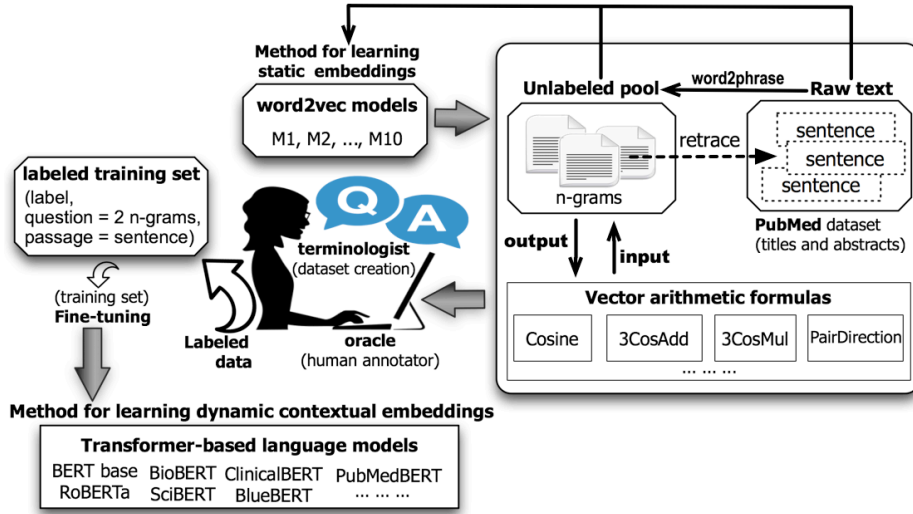 Method for learning
static embeddings
word2vec models
M1, M2, ..., M10
Unlabeled pool
word2phrase
Raw text
n-grams
retrace
sentence
sentence
sentence
PubMed dataset
(titles and abstracts)
output
input
Vector arithmetic formulas
Cosine
3CosAdd
3CosMul
PairDirection
... ... ...
labeled training set
(label,
question = 2 n-grams,
passage = sentence)
(training set)
Fine-tuning
Q
A
terminologist
(dataset creation)
Labeled
data
oracle
(human annotator)
Method for learning dynamic contextual embeddings
Transformer-based language models
BERT base BioBERT ClinicalBERT PubMedBERT
RoBERTa SciBERT BlueBERT ... ... ...